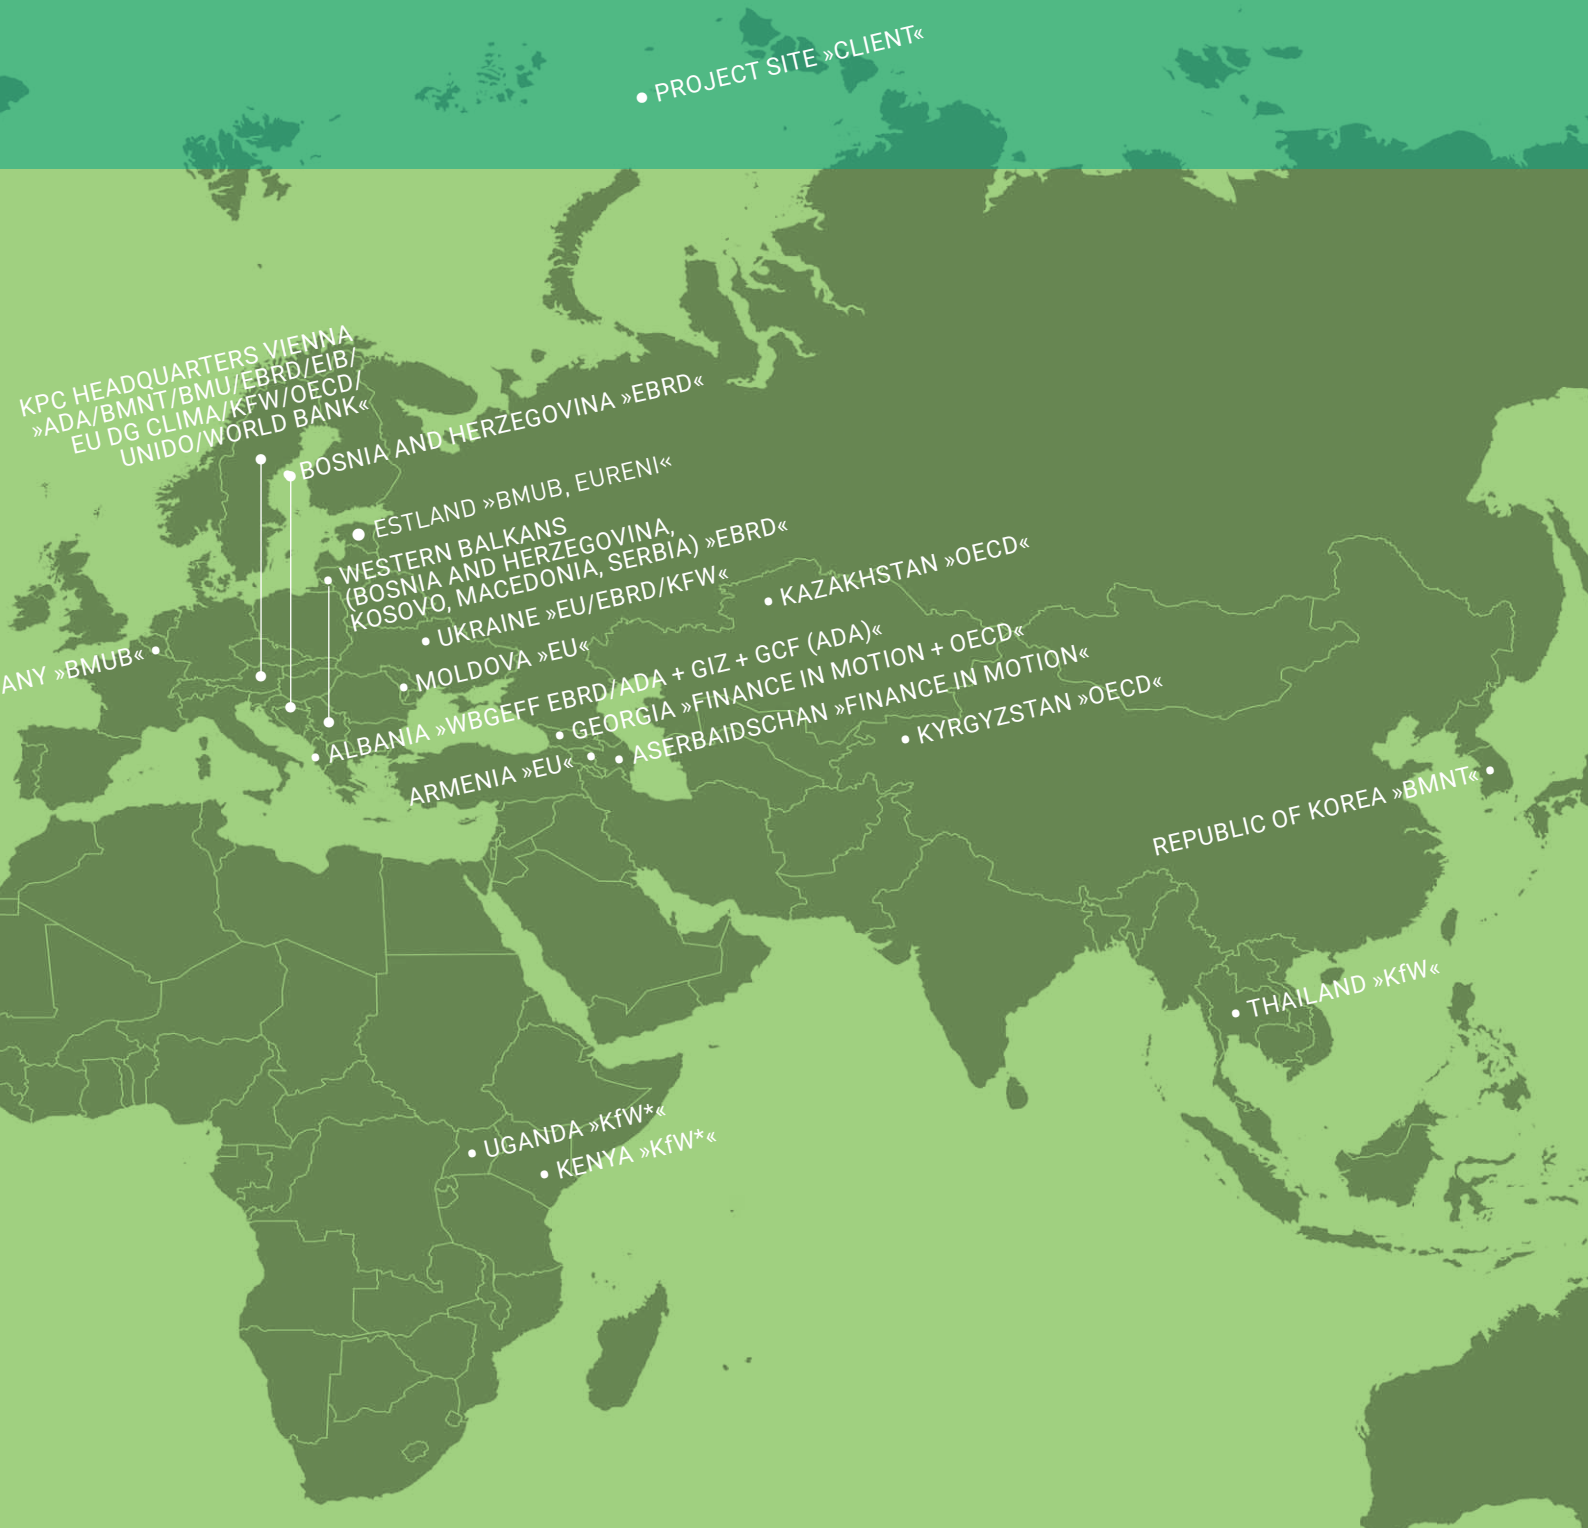 PROJECT SITE »CLIENT«
KPC HEADQUARTERS VIENNA
»ADA/BMNT/BMU/EBRD/EIB/
EU DG CLIMA/KFW/OECD/
UNIDO/WORLD BANK«
BOSNIA AND HERZEGOVINA »EBRD«
ESTLAND »BMUB, EURENI«
WESTERN BALKANS
(BOSNIA AND HERZEGOVINA,
KOSOVO, MACEDONIA, SERBIA) »EBRD«
KAZAKHSTAN »OECD«
UKRAINE »EU/EBRD/KFW«
ANY »BMUB«
MOLDOVA »EU«
ALBANIA »WBGEFF EBRD/ADA + GIZ + GCF (ADA)«
GEORGIA »FINANCE IN MOTION + OECD«
ASERBAIDSCHAN »FINANCE IN MOTION«
KYRGYZSTAN »OECD«
ARMENIA »EU«
REPUBLIC OF KOREA »BMNT«
THAILAND »KfW«
UGANDA »KfW*«
KENYA »KfW*«